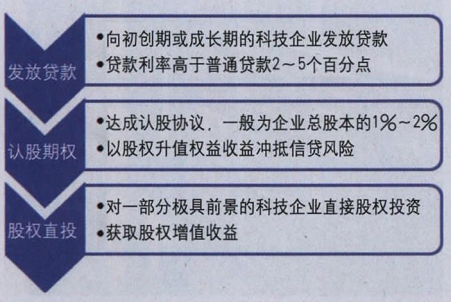 发放贷款
•向初创期或成长期的科技企业发放贷款
•贷款利率高于普通贷款2～5个百分点
认股期权
•达成认股协议，一般为企业总股本的1%～2%
•以股权升值权益收益冲抵信贷风险
股权直投
•对一部分极具前景的科技企业直接股权投资
•获取股权增值收益